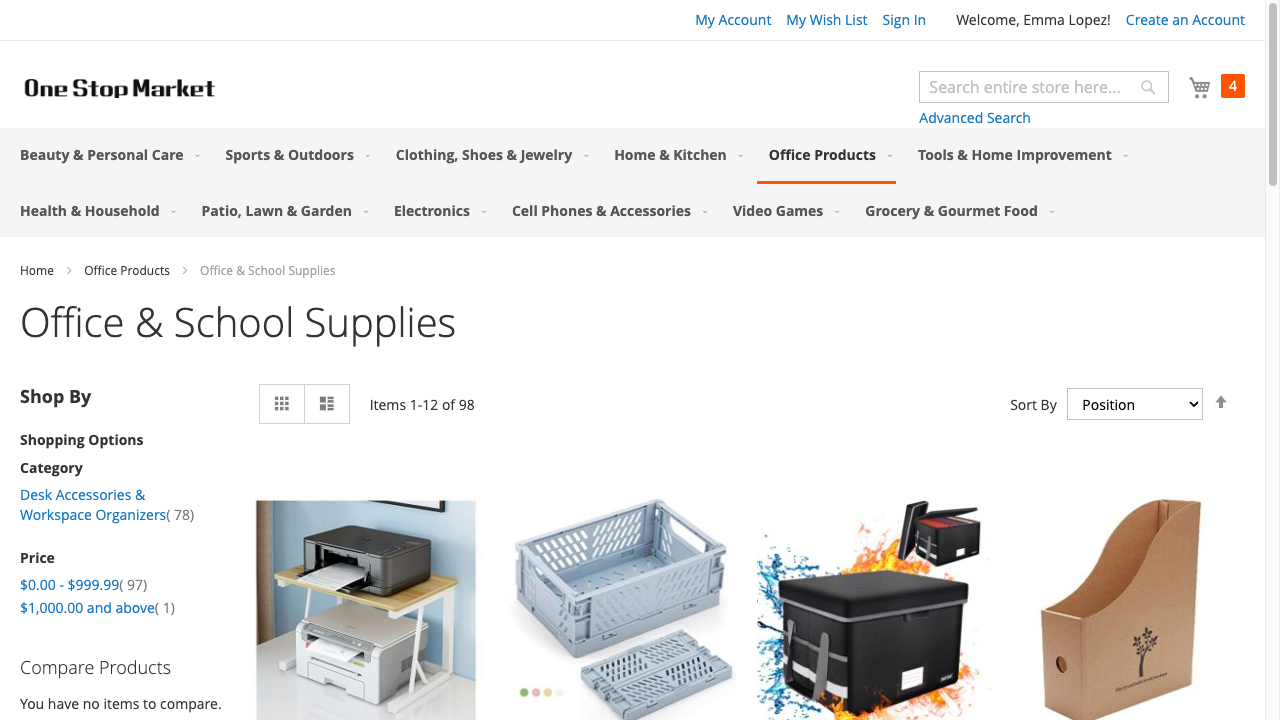 My Account My Wish List Sign In Welcome, Emma Lopez! Create an Account
One Stop Market
Search entire store here...
4
Advanced Search
Beauty & Personal Care Sports & Outdoors Clothing, Shoes & Jewelry Home & Kitchen Office Products Tools & Home Improvement
Health & Household Patio, Lawn & Garden Electronics Cell Phones & Accessories Video Games Grocery & Gourmet Food
Home Office Products Office & School Supplies
Office & School Supplies
Shop By
Items 1-12 of 98
Sort By Position
Shopping Options
Category
Desk Accessories &
Workspace Organizers( 78)
Price
$0.00 - $999.99( 97)
$1,000.00 and above( 1)
Compare Products
You have no items to compare.